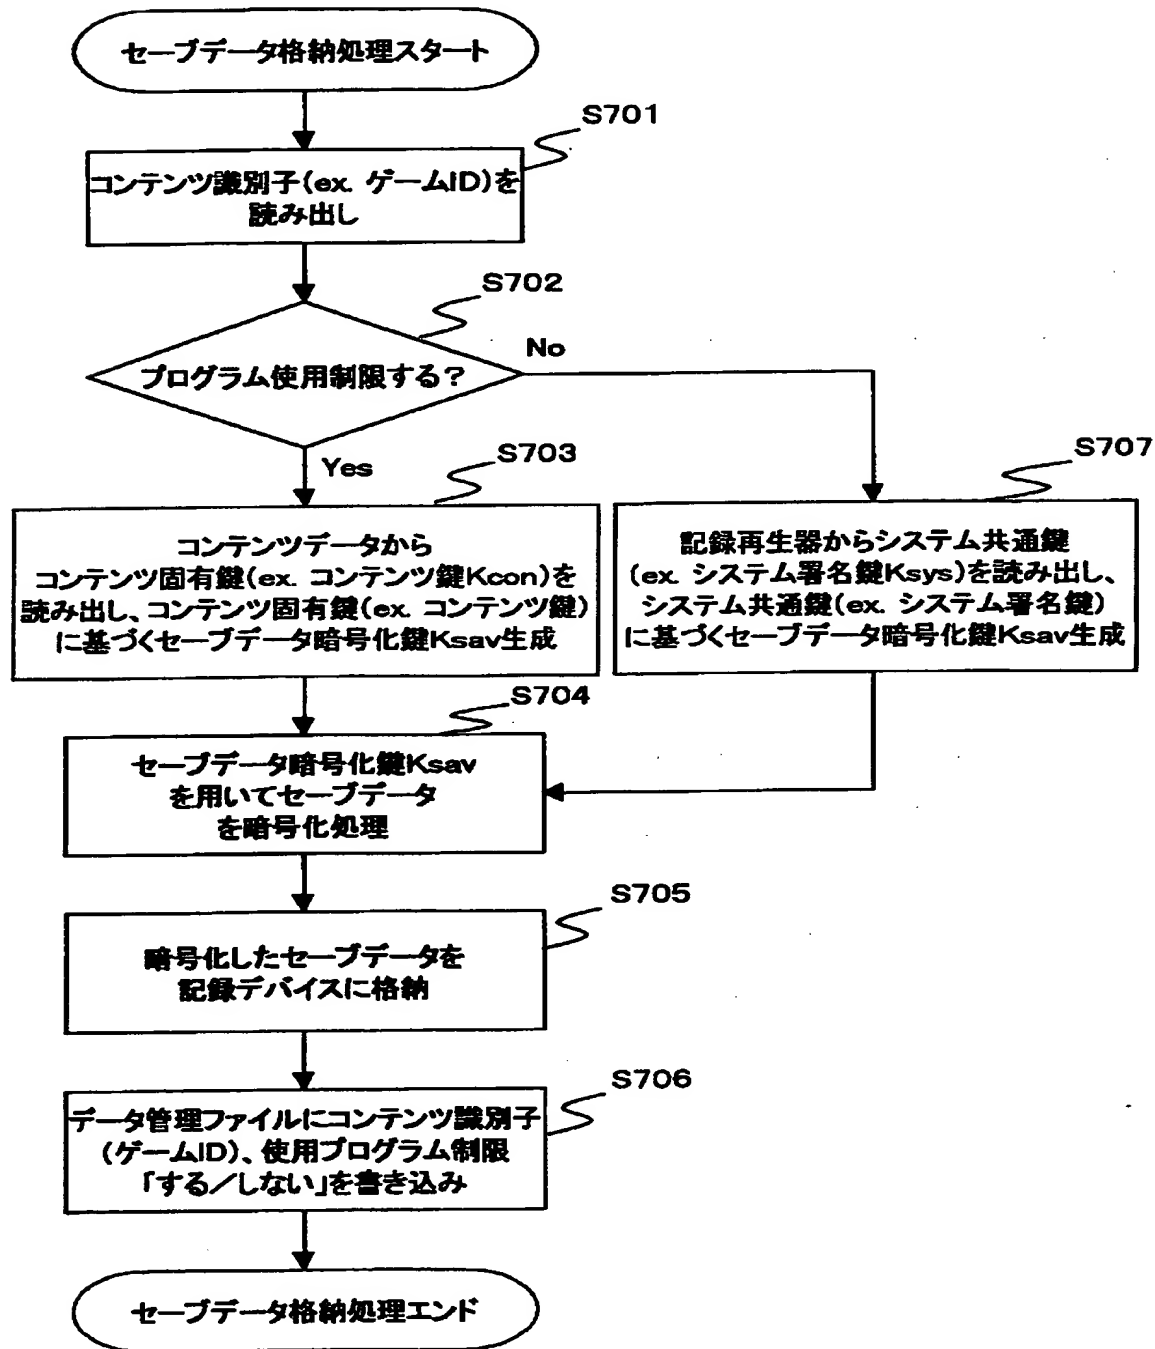 セーブデータ格納処理スタート
S701
コンテンツ識別子(ex. ゲームID)を
読み出し
S702
プログラム使用制限する?
No
Yes
S703
コンテンツデータから
コンテンツ固有鍵(ex. コンテンツ鍵Kcon)を
読み出し、コンテンツ固有鍵(ex. コンテンツ鍵)
に基づくセーブデータ暗号化鍵Ksav生成
S707
記録再生器からシステム共通鍵
(ex. システム署名鍵Ksys)を読み出し、
システム共通鍵(ex. システム署名鍵)
に基づくセーブデータ暗号化鍵Ksav生成
S704
セーブデータ暗号化鍵Ksav
を用いてセーブデータ
を暗号化処理
S705
暗号化したセーブデータを
記録デバイスに格納
S706
データ管理ファイルにコンテンツ識別子
(ゲームID)、使用プログラム制限
「する/しない」を書き込み
セーブデータ格納処理エンド